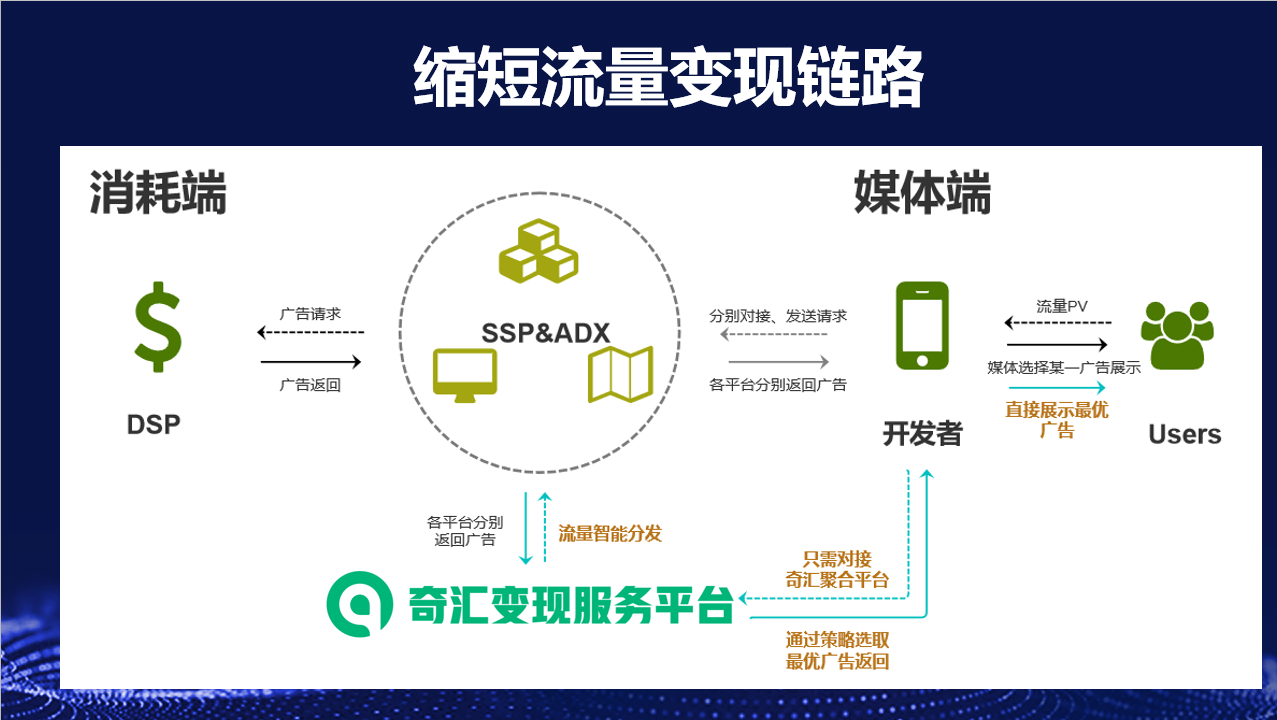 缩短流量变现链路
消耗端
媒体端
广告请求
广告返回
DSP
SSP&ADX
分别对接、发送请求
各平台分别返回广告
开发者
流量PV
媒体选择某一广告展示
直接展示最优
广告
Users
各平台分别
返回广告
流量智能分发
奇汇变现服务平台
只需对接
奇汇聚合平台
通过策略选取
最优广告返回